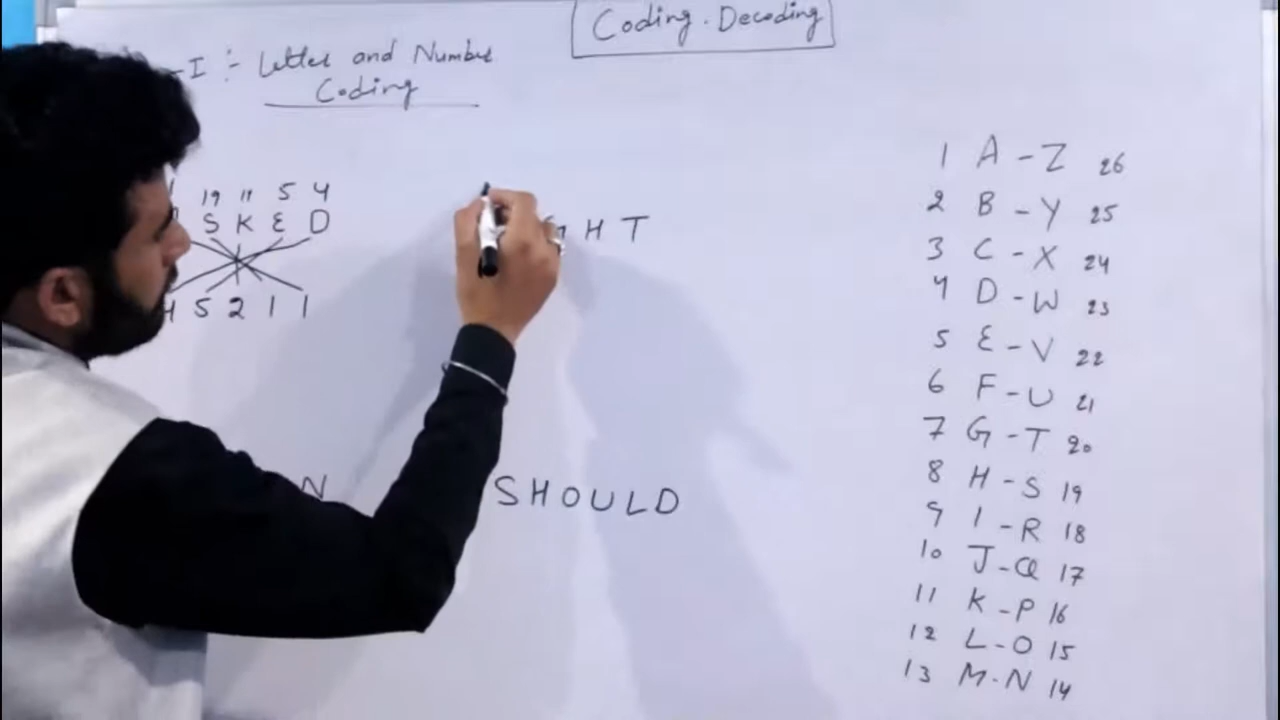 Coding. Decoding
-I :- Letter and Number
Coding
19 11 5 4
S K E D
4 5 2 1 1
G H T
N
SHOULD
1 A - Z 26
2 B - Y 25
3 C - X 24
4 D - W 23
5 E - V 22
6 F - U 21
7 G - T 20
8 H - S 19
9 I - R 18
10 J - Q 17
11 K - P 16
12 L - O 15
13 M - N 14